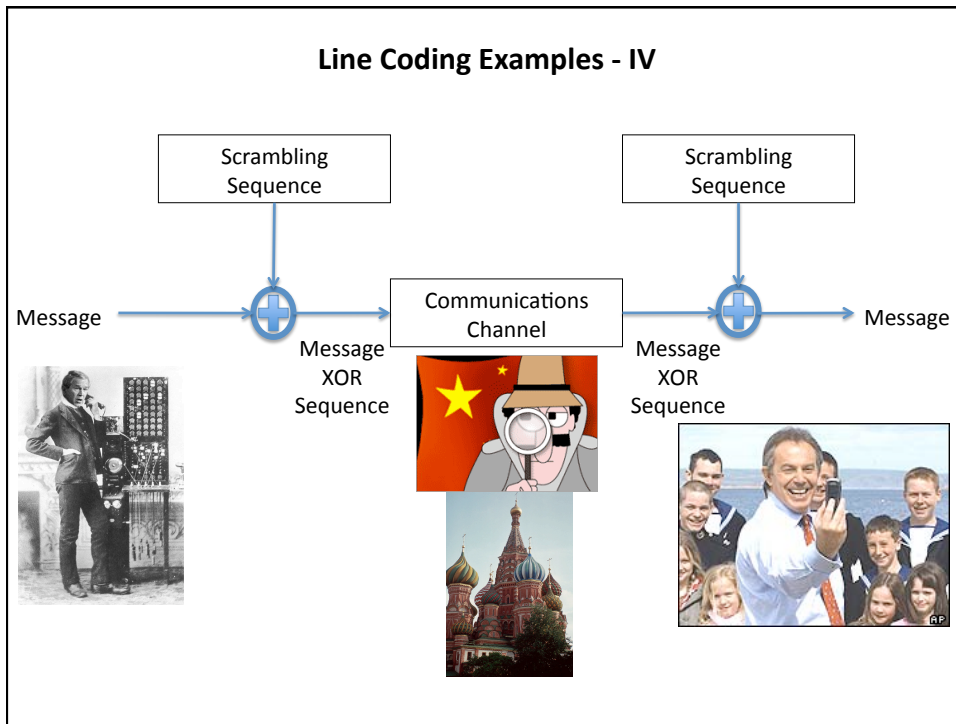 Line Coding Examples - IV
Scrambling
Sequence
Scrambling
Sequence
Message
Communications
Channel
Message
Message
XOR
Sequence
Message
XOR
Sequence
AP